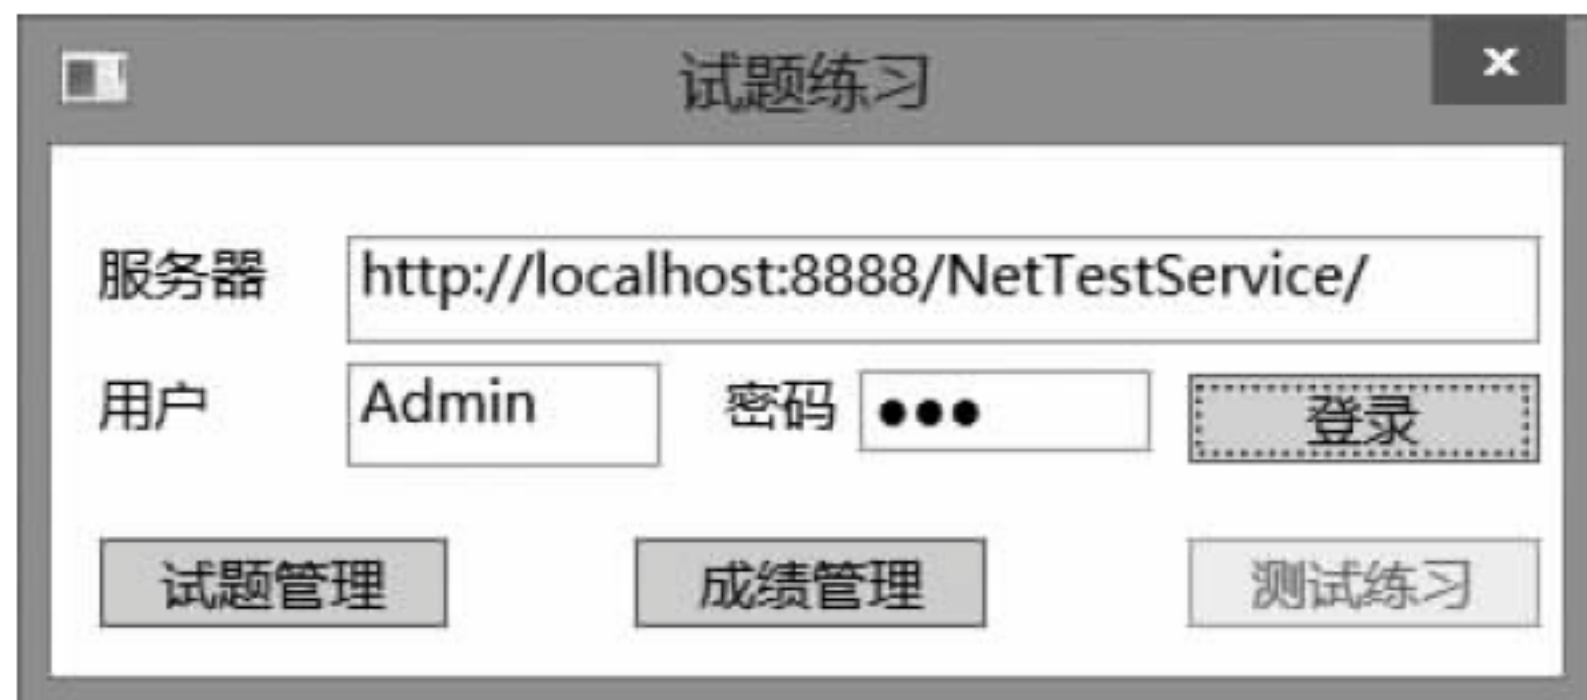 试题练习
服务器 http://localhost:8888/NetTestService/
用户 Admin 密码 ●●● 登录
试题管理 成绩管理 测试练习